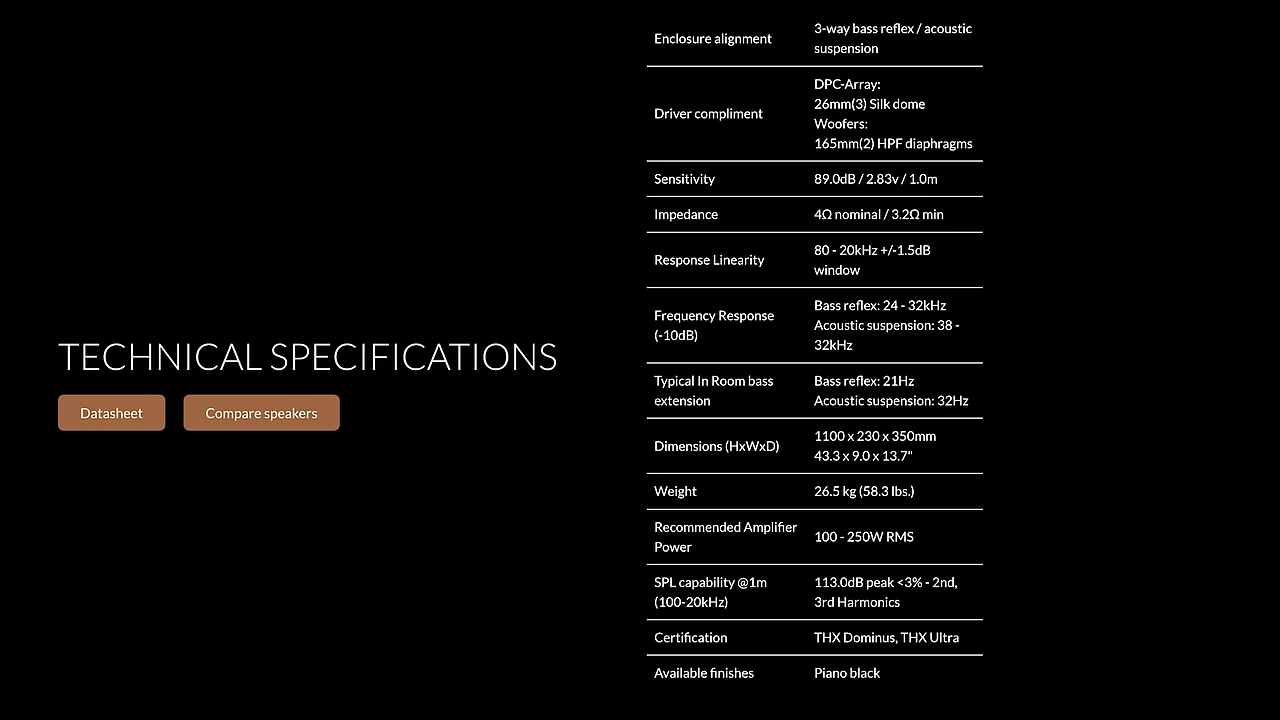 TECHNICAL SPECIFICATIONS
Datasheet
Compare speakers
Enclosure alignment
3-way bass reflex / acoustic
suspension
Driver compliment
DPC-Array:
26mm(3) Silk dome
Woofers:
165mm(2) HPF diaphragms
Sensitivity
89.0dB / 2.83v / 1.0m
Impedance
4Ω nominal / 3.2Ω min
Response Linearity
80 - 20kHz +/-1.5dB
window
Frequency Response
(-10dB)
Bass reflex: 24 - 32kHz
Acoustic suspension: 38 -
32kHz
Typical In Room bass
extension
Bass reflex: 21Hz
Acoustic suspension: 32Hz
Dimensions (HxWxD)
1100 x 230 x 350mm
43.3 x 9.0 x 13.7"
Weight
26.5 kg (58.3 lbs.)
Recommended Amplifier
Power
100 - 250W RMS
SPL capability @1m
(100-20kHz)
113.0dB peak <3% - 2nd,
3rd Harmonics
Certification
THX Dominus, THX Ultra
Available finishes
Piano black